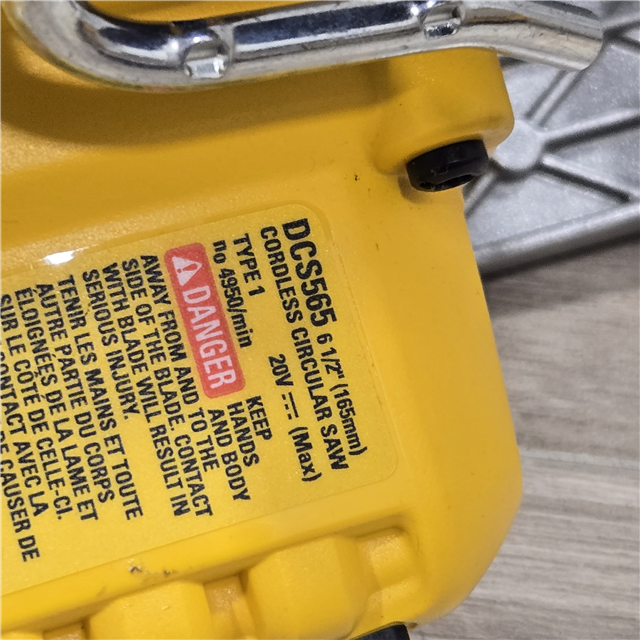 DCS565 6 1/2" (165mm)
CORDLESS CIRCULAR SAW
TYPE 1 20V ⎓ (Max)
no 4950/min
DANGER KEEP
HANDS
AND BODY
AWAY FROM AND TO THE
SIDE OF THE BLADE. CONTACT
WITH BLADE WILL RESULT IN
SERIOUS INJURY.
TENIR LES MAINS ET TOUTE
AUTRE PARTIE DU CORPS
ÉLOIGNÉES DE LA LAME ET
SUR LE CÔTÉ DE CELLE-CI.
CONTACT AVEC LA
CAUSER DE